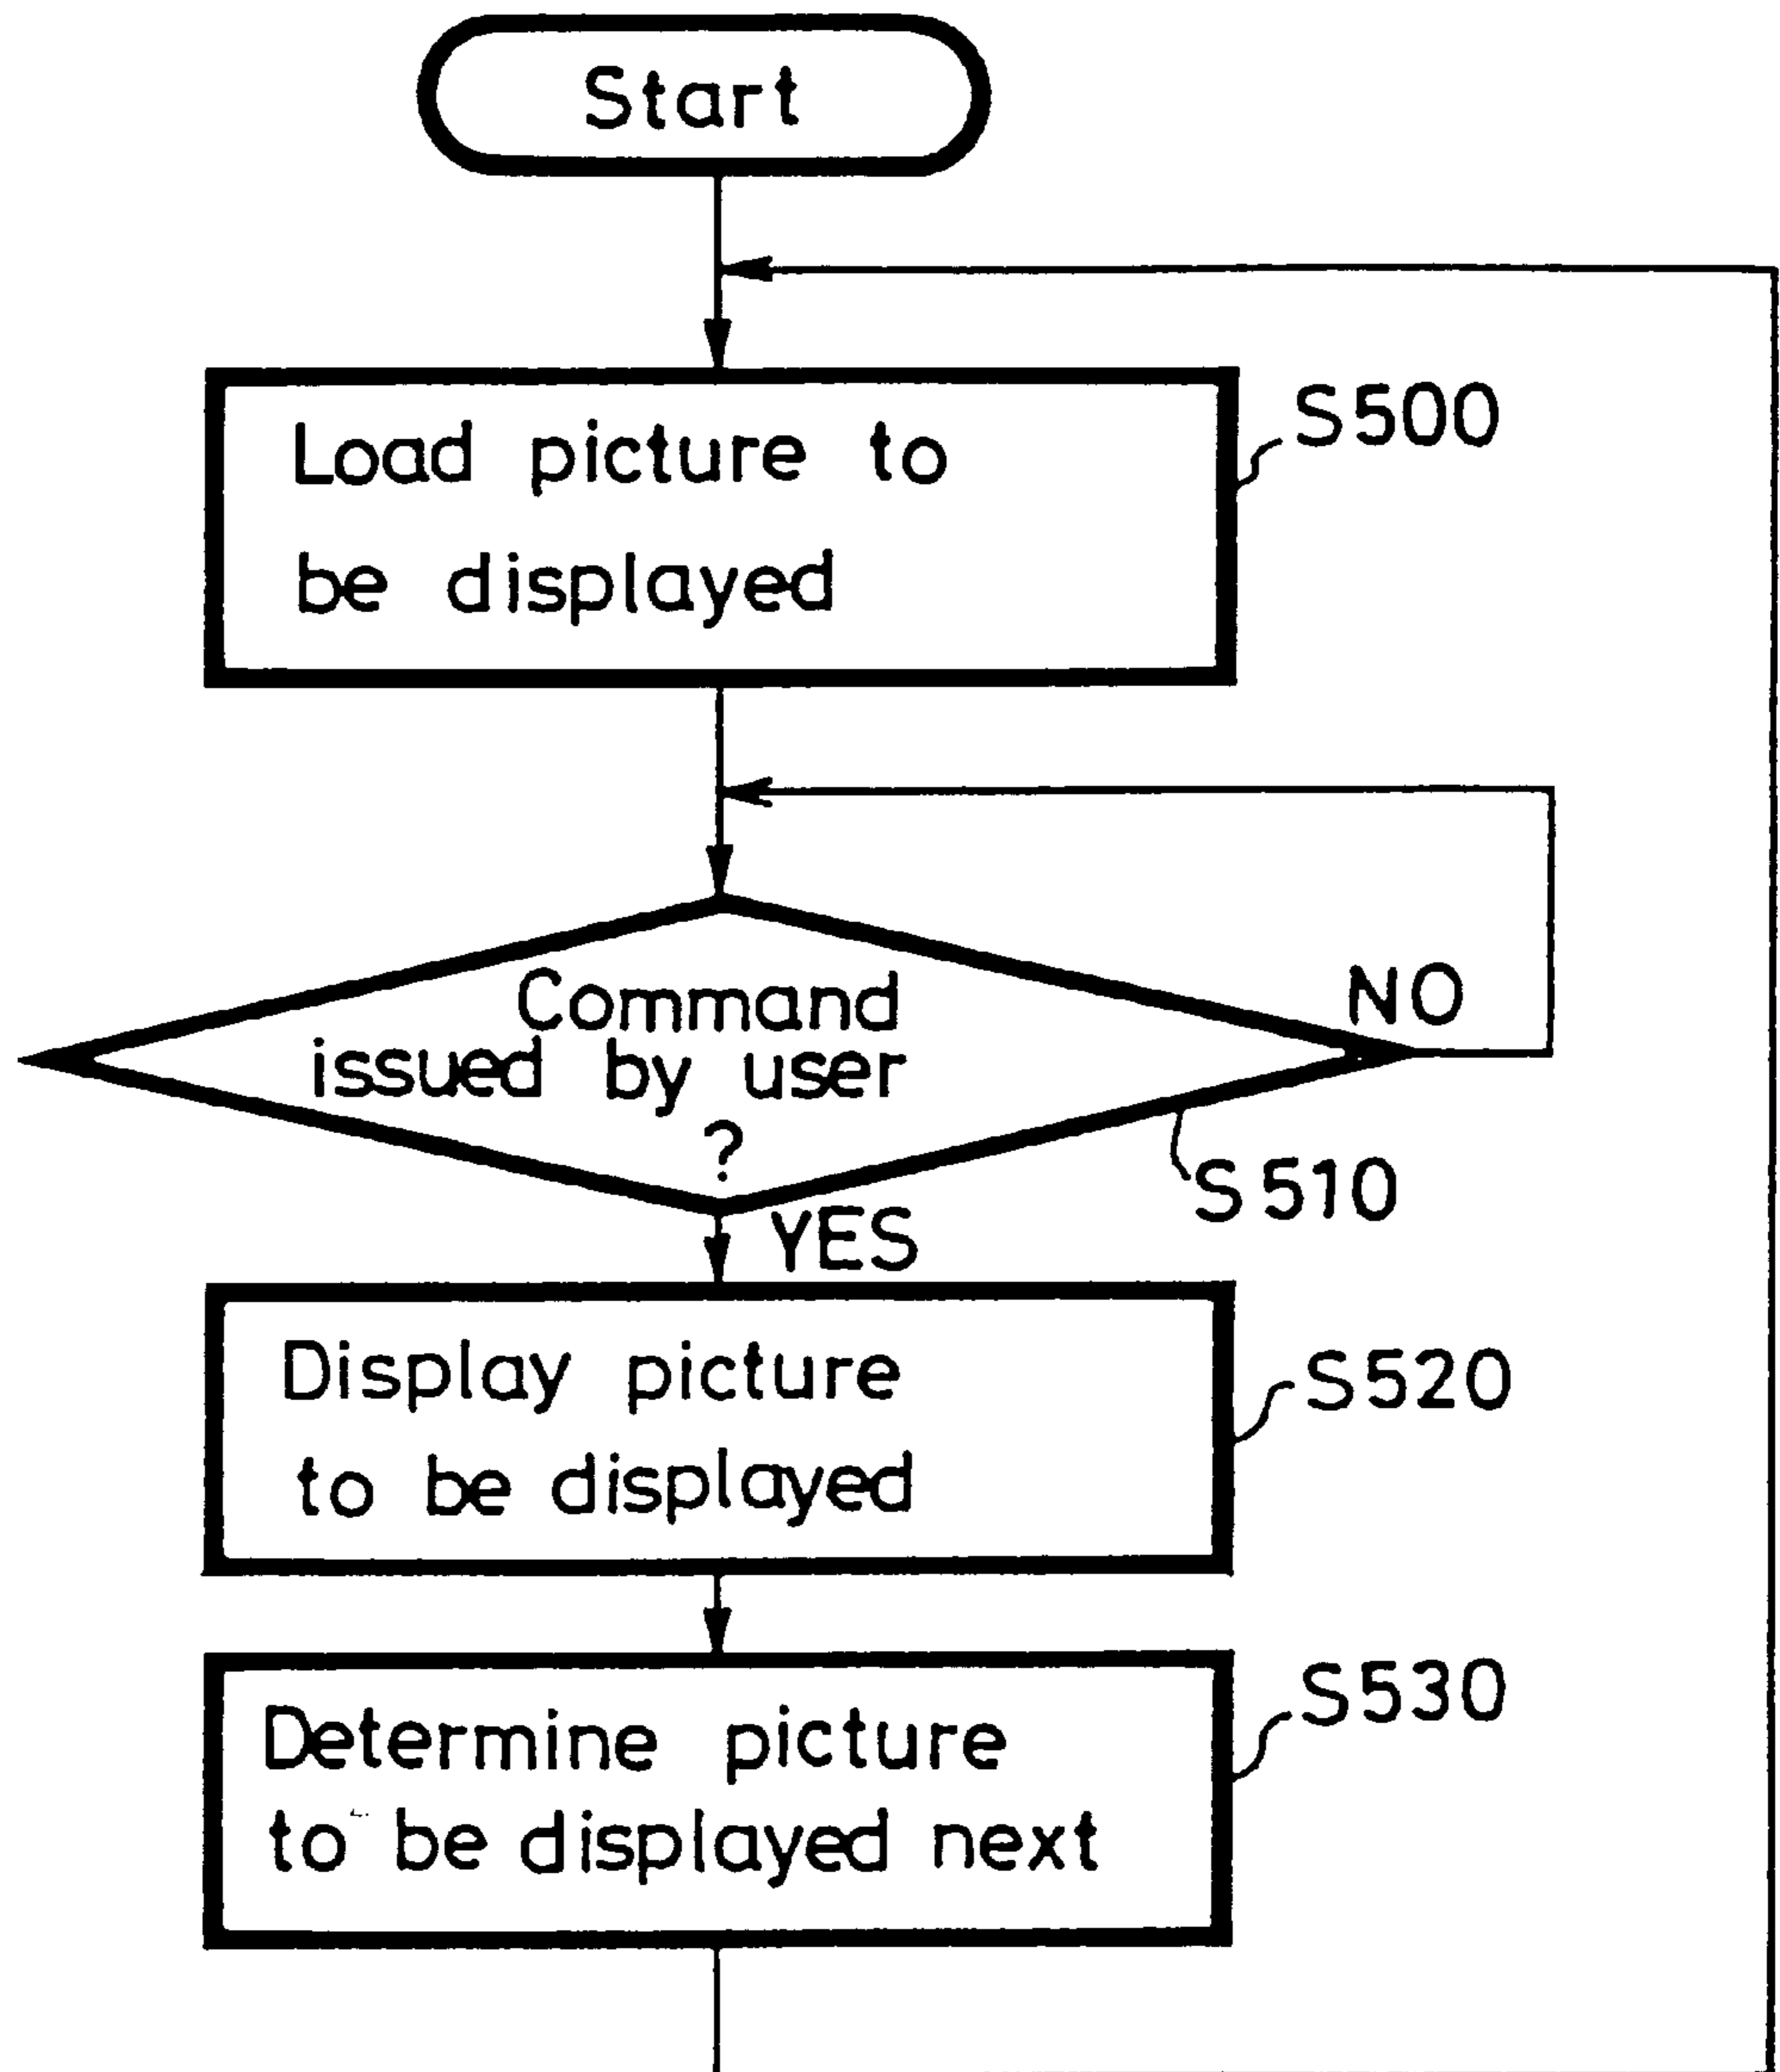 Start
Load picture to
be displayed
S500
Command
issued by user
?
NO
S510
YES
Display picture
to be displayed
S520
Determine picture
to be displayed next
S530